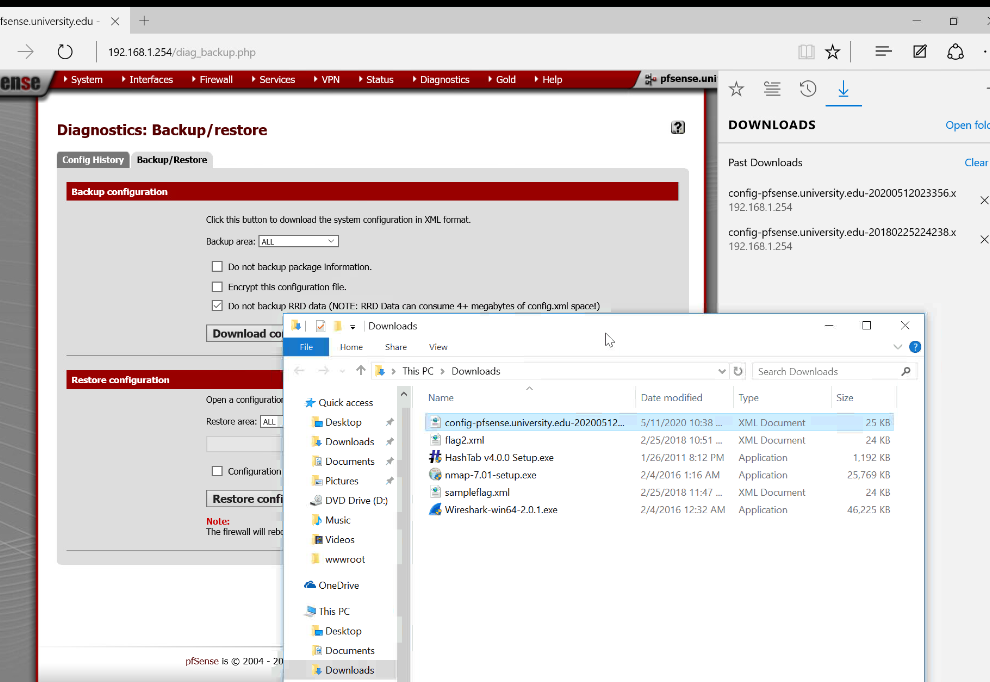 fsense.university.edu -
192.168.1.254/diag_backup.php
ense
System Interfaces Firewall Services VPN Status Diagnostics Gold Help
pfsense.uni
Diagnostics: Backup/restore
Config History Backup/Restore
Backup configuration
Click this button to download the system configuration in XML format.
Backup area: ALL
Do not backup package information.
Encrypt this configuration file.
Do not backup RRD data (NOTE: RRD Data can consume 4+ megabytes of config.xml space!)
Download co
Restore configuration
Open a configuration
Restore area: ALL
Configuration
Restore confi
Note:
The firewall will rebo
pfSense is © 2004 - 20
DOWNLOADS
Open fold
Past Downloads
Clear
config-pfsense.university.edu-20200512023356.x
192.168.1.254
config-pfsense.university.edu-20180225224238.x
192.168.1.254
Downloads
File Home Share View
This PC > Downloads
Search Downloads
Quick access
Desktop
Downloads
Documents
Pictures
DVD Drive (D:)
Music
Videos
wwwroot
OneDrive
This PC
Desktop
Documents
Downloads
Name Date modified Type Size
config-pfsense.university.edu-20200512... 5/11/2020 10:38 ... XML Document 25 KB
flag2.xml 2/25/2018 10:51 ... XML Document 24 KB
HashTab v4.0.0 Setup.exe 1/26/2011 8:12 PM Application 1,192 KB
nmap-7.01-setup.exe 2/4/2016 1:16 AM Application 25,769 KB
sampleflag.xml 2/25/2018 11:47 ... XML Document 24 KB
Wireshark-win64-2.0.1.exe 2/4/2016 12:32 AM Application 46,225 KB